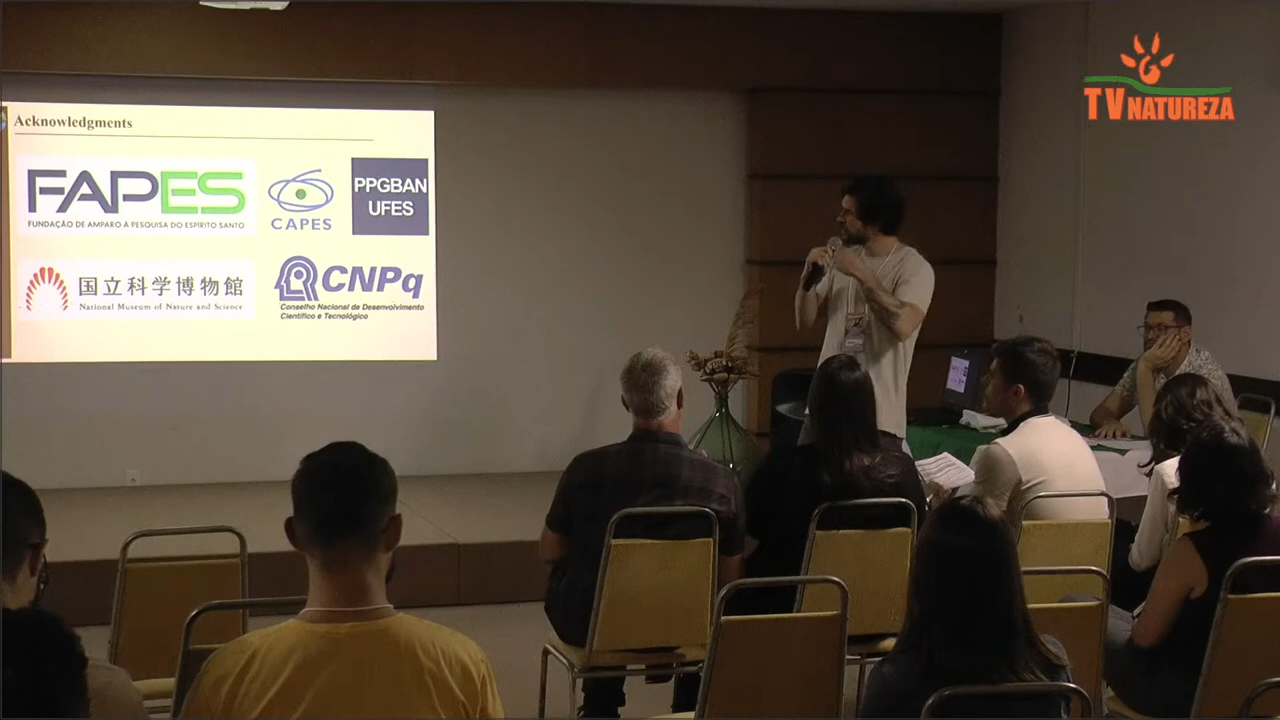 Acknowledgments
FAPES
FUNDAÇÃO DE AMPARO À PESQUISA DO ESPÍRITO SANTO
CAPES
PPGBAN
UFES
国立科学博物館
National Museum of Nature and Science
CNPq
Conselho Nacional de Desenvolvimento
Científico e Tecnológico
TV NATUREZA